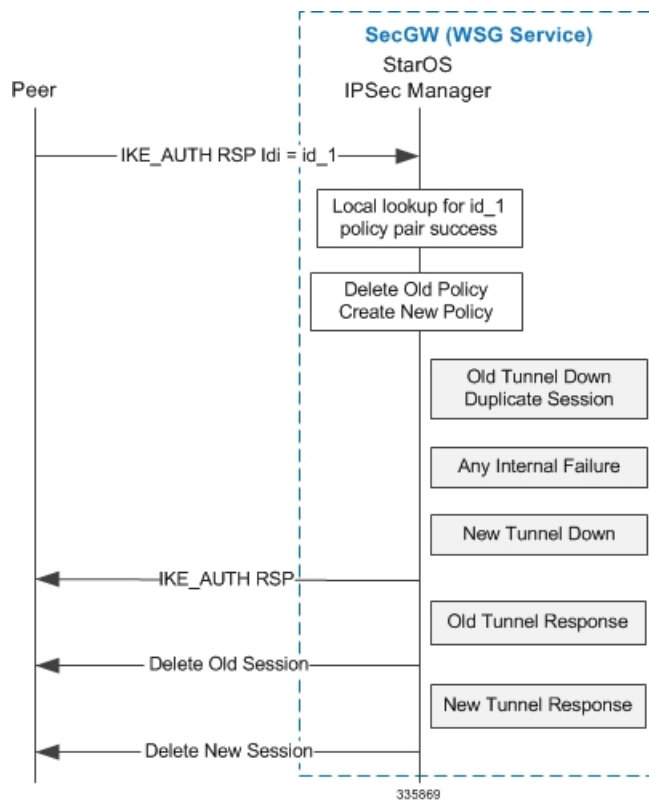 SecGW (WSG Service)
StarOS
IPSec Manager
Peer
IKE_AUTH RSP Idi = id_1
Local lookup for id_1
policy pair success
Delete Old Policy
Create New Policy
Old Tunnel Down
Duplicate Session
Any Internal Failure
New Tunnel Down
IKE_AUTH RSP
Old Tunnel Response
Delete Old Session
New Tunnel Response
Delete New Session
335869